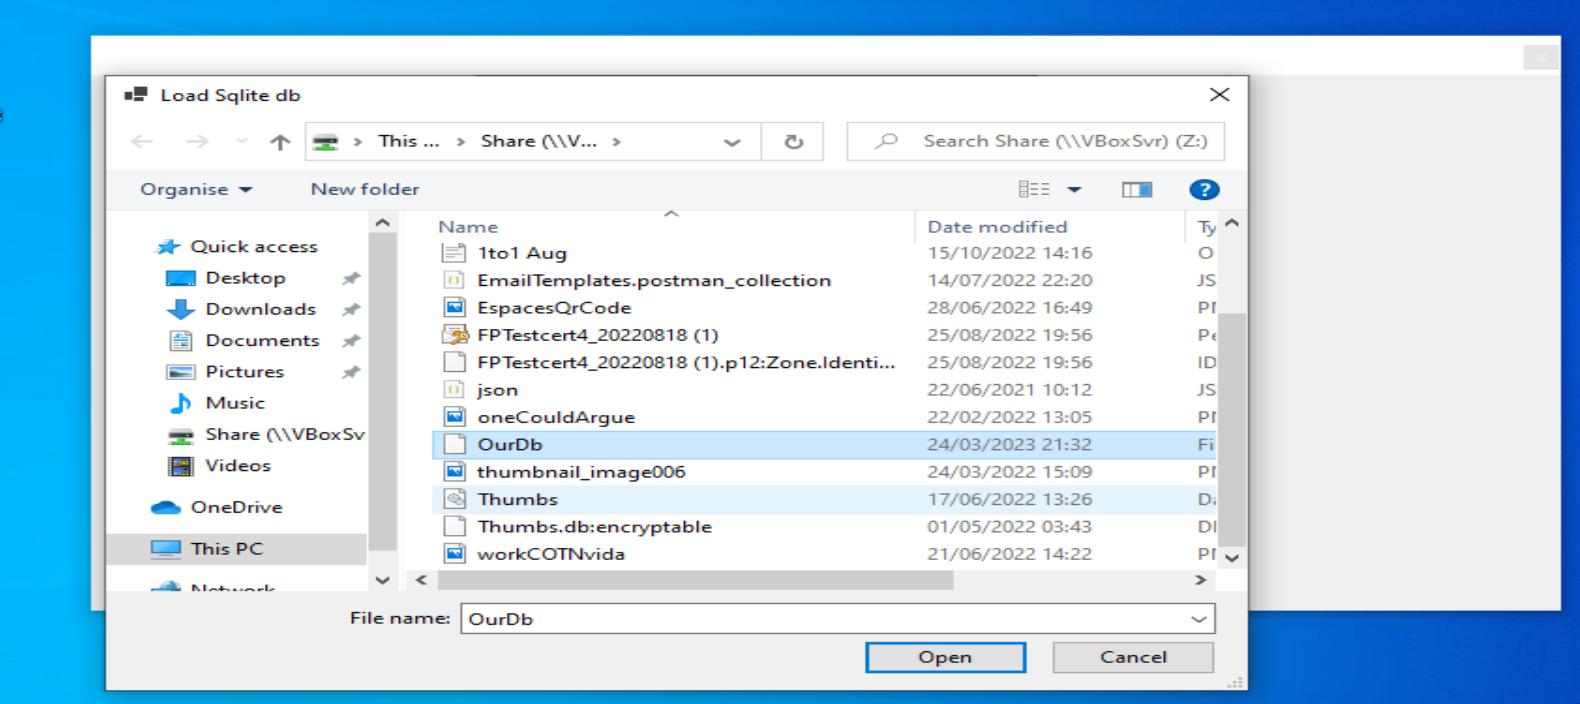 Load Sqlite db
This ... > Share (\\V... >
Search Share (\\VBoxSvr) (Z:)
Organise
New folder
?
Name
Date modified
Quick access
Desktop
Downloads
Documents
Pictures
Music
Share (\\VBoxSv
Videos
OneDrive
This PC
Network
1to1 Aug 15/10/2022 14:16 O
EmailTemplates.postman_collection 14/07/2022 22:20 JS
EspacesQrCode 28/06/2022 16:49
FPTestcert4_20220818 (1) 25/08/2022 19:56 Pe
FPTestcert4_20220818 (1).p12:Zone.Identi... 25/08/2022 19:56 ID
json 22/06/2021 10:12 JS
oneCouldArgue 22/02/2022 13:05
OurDb 24/03/2023 21:32 Fi
thumbnail_image006 24/03/2022 15:09
Thumbs 17/06/2022 13:26
Thumbs.db:encryptable 01/05/2022 03:43
workCOTNvida 21/06/2022 14:22
File name: OurDb
Open
Cancel